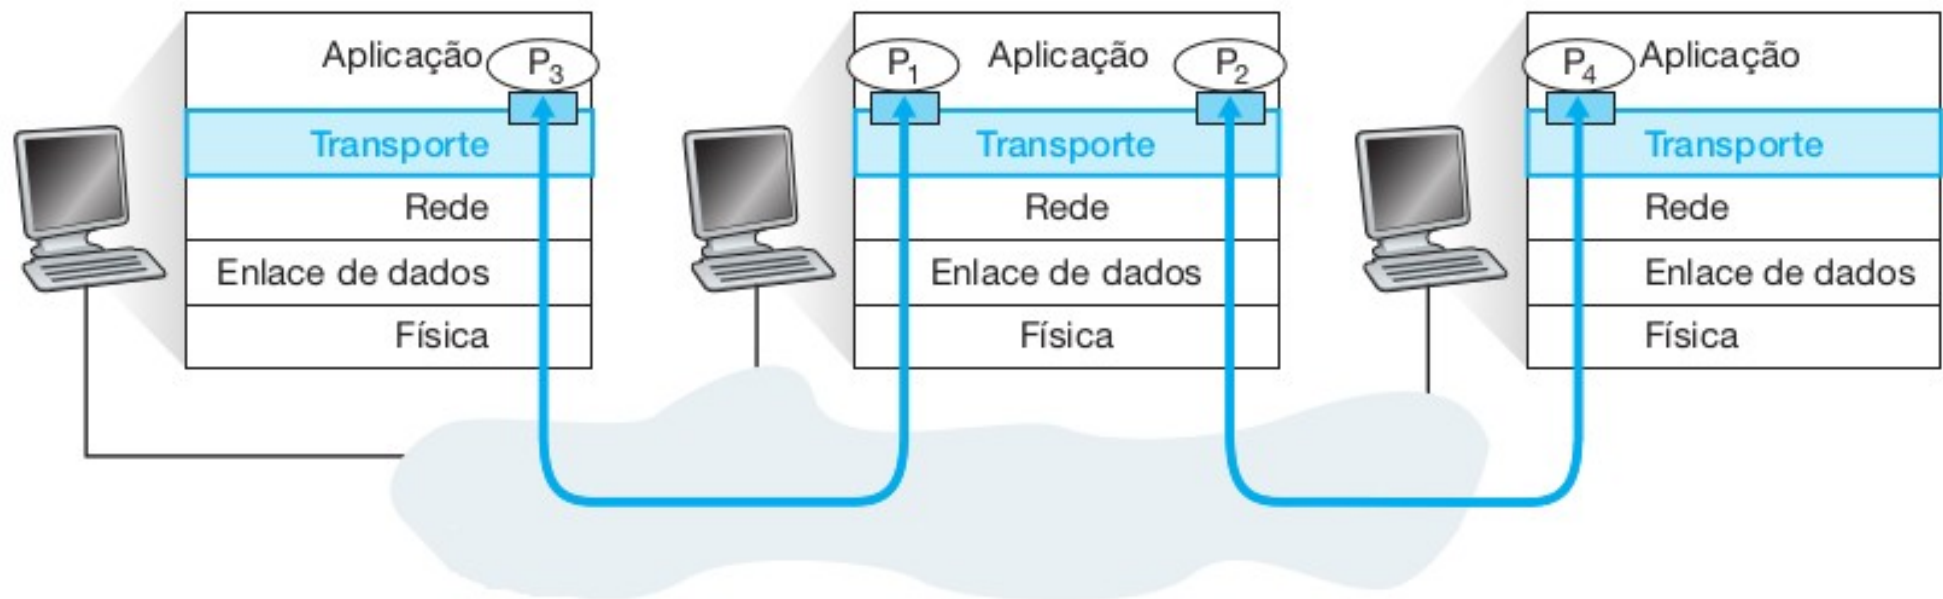 Aplicação P3
Transporte
Rede
Enlace de dados
Física
P1 Aplicação P2
Transporte
Rede
Enlace de dados
Física
P4 Aplicação
Transporte
Rede
Enlace de dados
Física